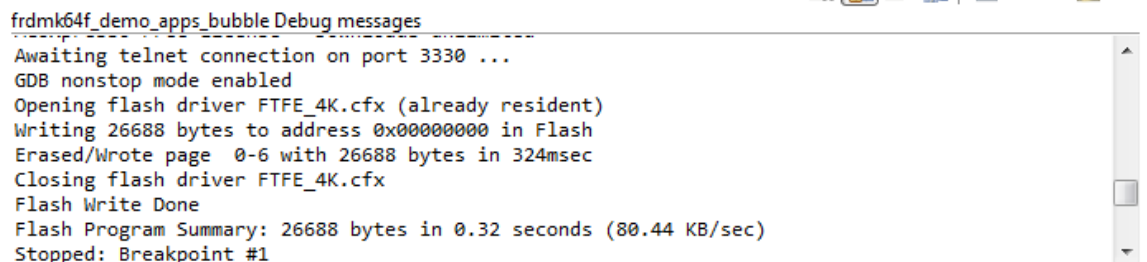 frdmk64f_demo_apps_bubble Debug messages
Awaiting telnet connection on port 3330 ...
GDB nonstop mode enabled
Opening flash driver FTFE_4K.cfx (already resident)
Writing 26688 bytes to address 0x00000000 in Flash
Erased/Wrote page  0-6 with 26688 bytes in 324msec
Closing flash driver FTFE_4K.cfx
Flash Write Done
Flash Program Summary: 26688 bytes in 0.32 seconds (80.44 KB/sec)
Stopped: Breakpoint #1